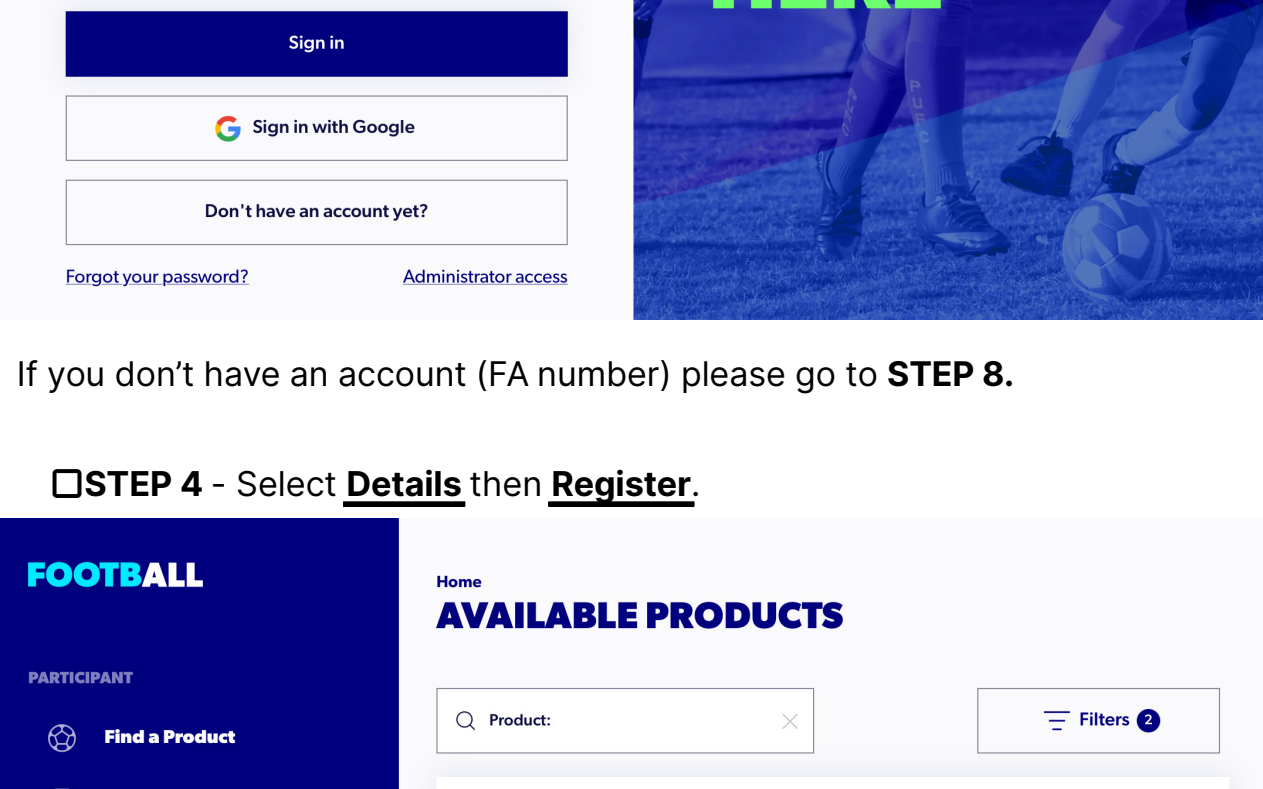 HERE
Sign in
Sign in with Google
Don't have an account yet?
Forgot your password? Administrator access
If you don’t have an account (FA number) please go to STEP 8.
☐STEP 4 - Select Details then Register.
FOOTBALL
PARTICIPANT
Find a Product
Home
AVAILABLE PRODUCTS
Product:
Filters 2